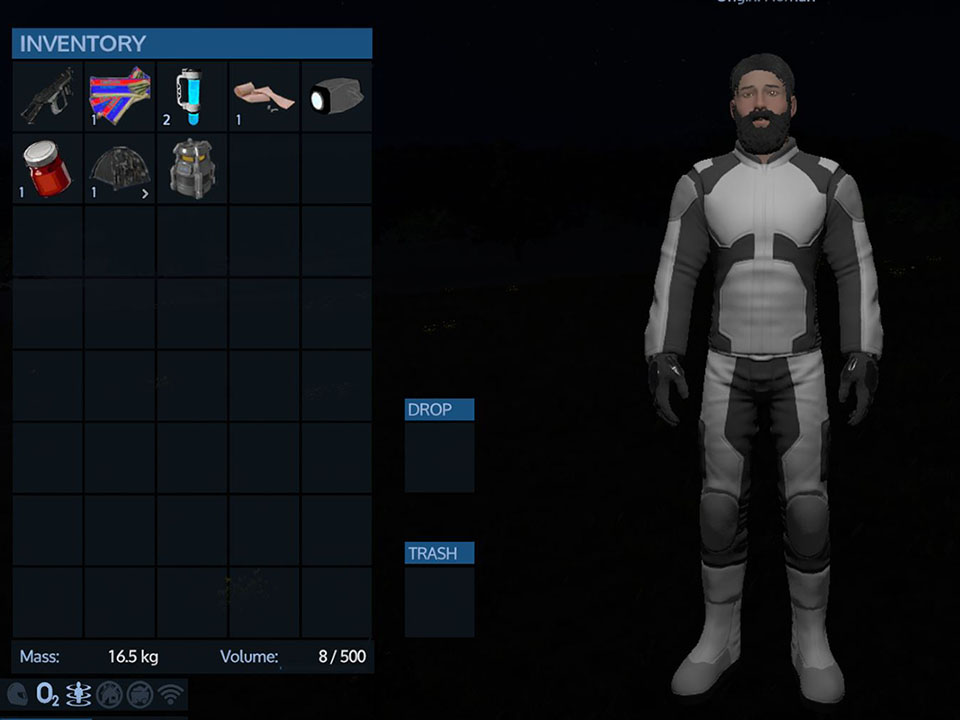 INVENTORY
1 2 1
1 1
DROP
TRASH
Mass: 16.5 kg Volume: 8 / 500
O2